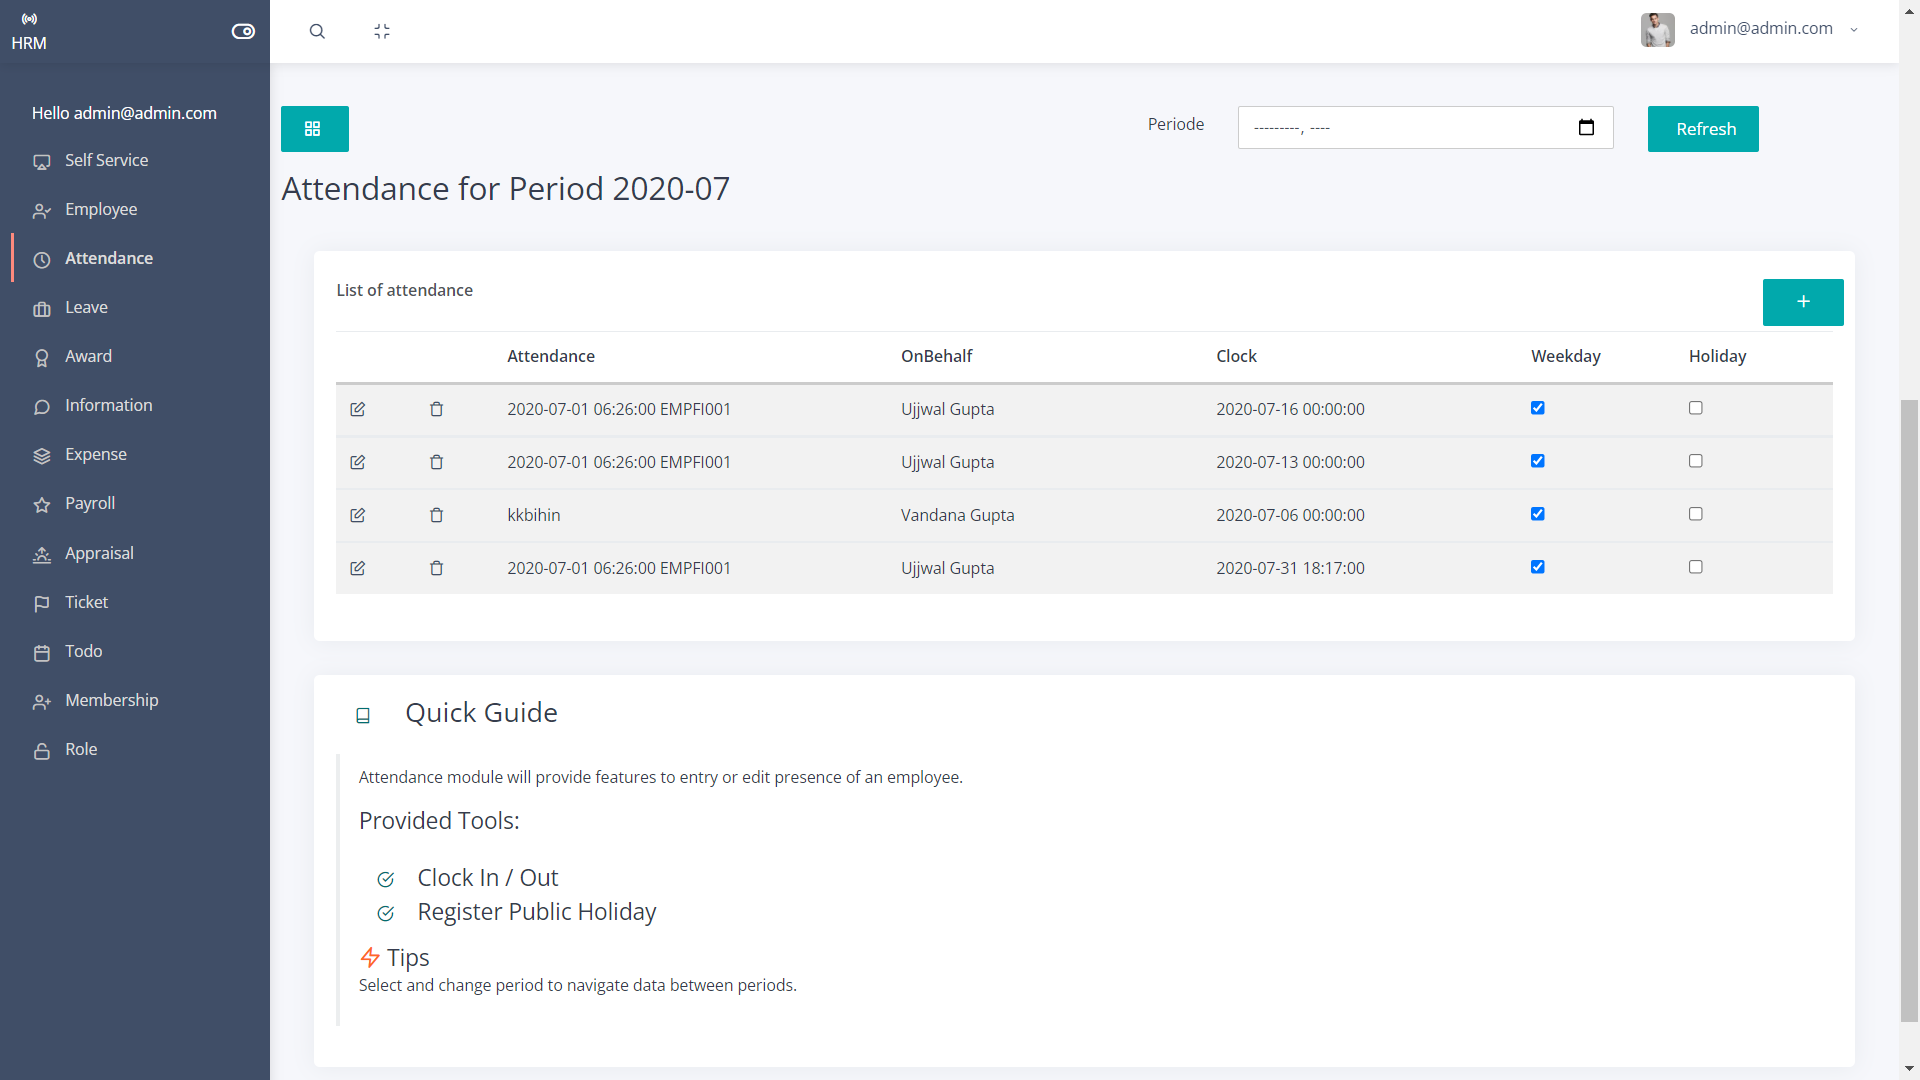 HRM
admin@admin.com
Hello admin@admin.com
Self Service
Employee
Attendance
Leave
Award
Information
Expense
Payroll
Appraisal
Ticket
Todo
Membership
Role
Periode
---------, ----
Refresh
Attendance for Period 2020-07
List of attendance
+
Attendance OnBehalf Clock Weekday Holiday
2020-07-01 06:26:00 EMPFI001 Ujjwal Gupta 2020-07-16 00:00:00
2020-07-01 06:26:00 EMPFI001 Ujjwal Gupta 2020-07-13 00:00:00
kkbihin Vandana Gupta 2020-07-06 00:00:00
2020-07-01 06:26:00 EMPFI001 Ujjwal Gupta 2020-07-31 18:17:00
Quick Guide
Attendance module will provide features to entry or edit presence of an employee.
Provided Tools:
Clock In / Out
Register Public Holiday
Tips
Select and change period to navigate data between periods.